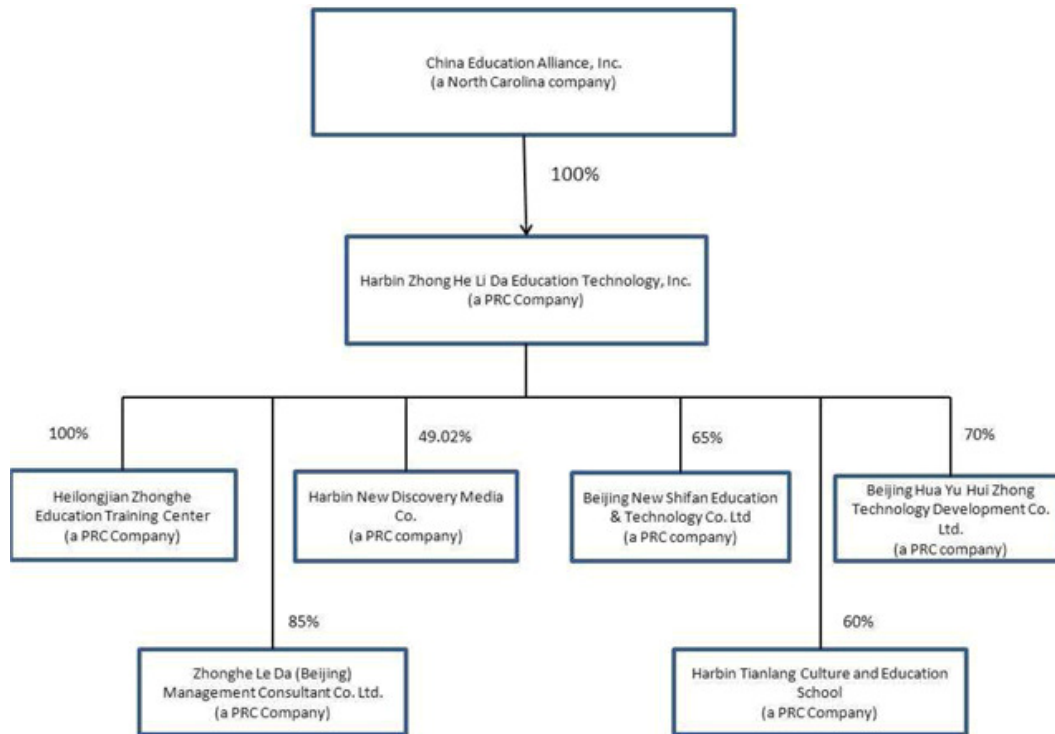 China Education Alliance, Inc.
(a North Carolina company)
100%
Harbin Zhong He Li Da Education Technology, Inc.
(a PRC Company)
100%
49.02%
65%
70%
Heilongjian Zhonghe
Education Training Center
(a PRC Company)
Harbin New Discovery Media
Co.
(a PRC company)
Beijing New Shifan Education
& Technology Co. Ltd
(a PRC company)
Beijing Hua Yu Hui Zhong
Technology Development Co.
Ltd.
(a PRC company)
85%
60%
Zhonghe Le Da (Beijing)
Management Consultant Co. Ltd.
(a PRC Company)
Harbin Tianlang Culture and Education
School
(a PRC Company)